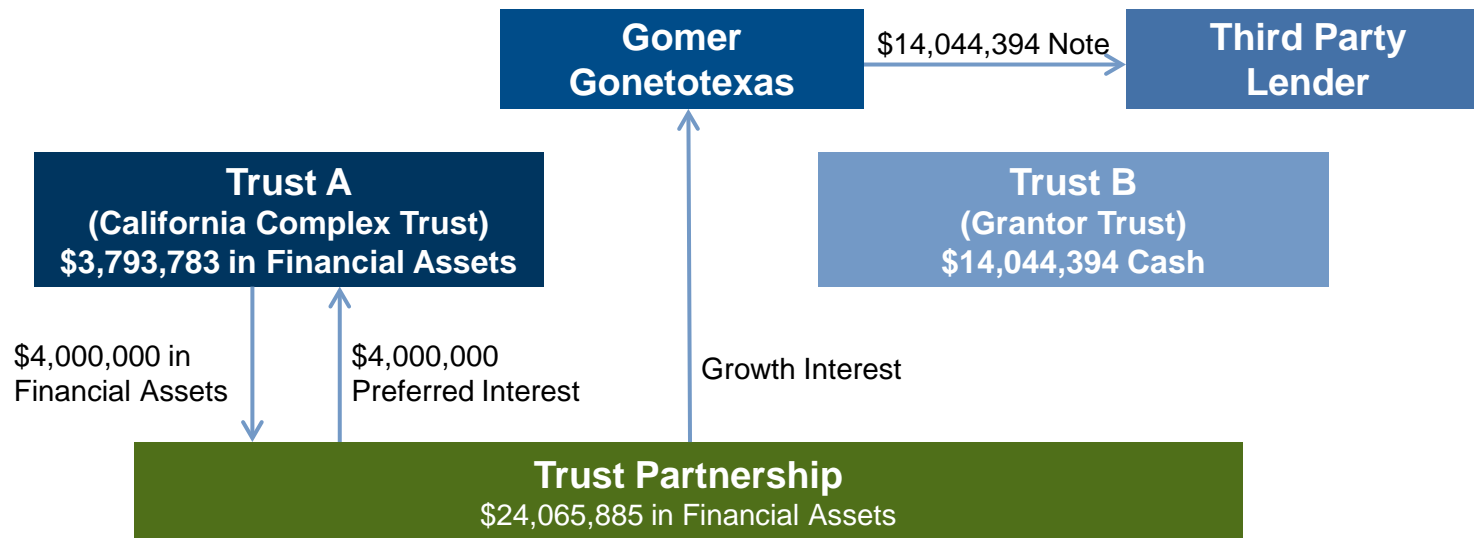 Gomer
Gonetotexas
$14,044,394 Note
Third Party
Lender
Trust A
(California Complex Trust)
$3,793,783 in Financial Assets
Trust B
(Grantor Trust)
$14,044,394 Cash
$4,000,000 in
Financial Assets
$4,000,000
Preferred Interest
Growth Interest
Trust Partnership
$24,065,885 in Financial Assets